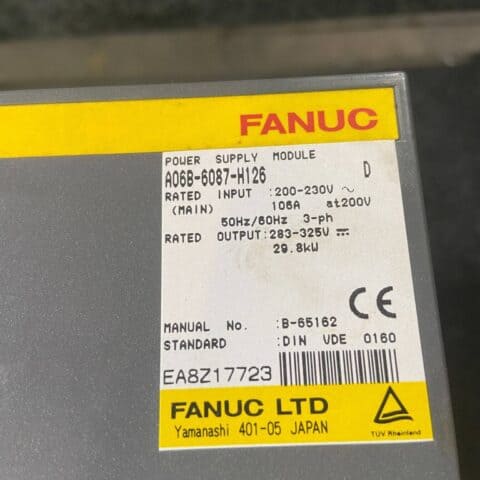 FANUC
POWER SUPPLY MODULE
A06B-6087-H126 D
RATED INPUT :200-230V ~
(MAIN) 106A at200V
50Hz/60Hz 3-ph
RATED OUTPUT:283-325V ⎓
29.8kW
CE
MANUAL No. :B-65162
STANDARD :DIN VDE 0160
EA8Z17723
FANUC LTD
Yamanashi 401-05 JAPAN
TÜV Rheinland